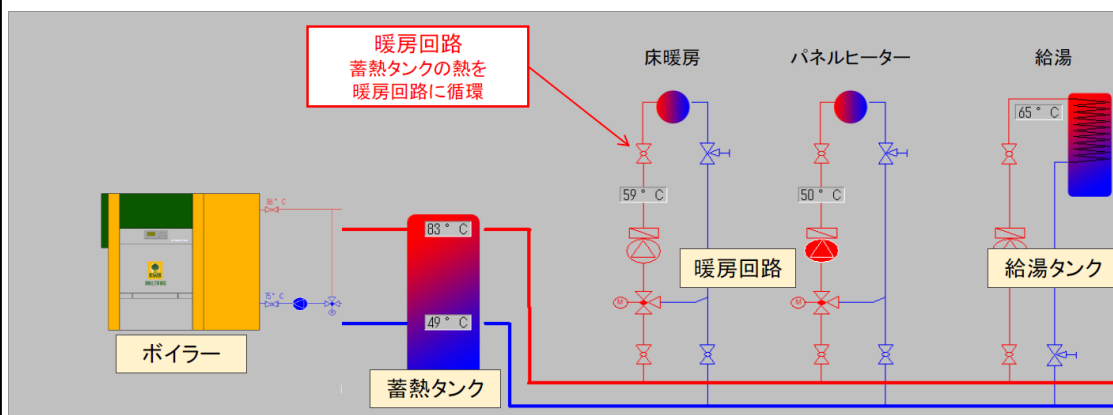 暖房回路
蓄熱タンクの熱を
暖房回路に循環
床暖房
パネルヒーター
給湯
65° C
59° C
50° C
86° C
83° C
暖房回路
給湯タンク
75° C
M
M
49° C
ボイラー
蓄熱タンク